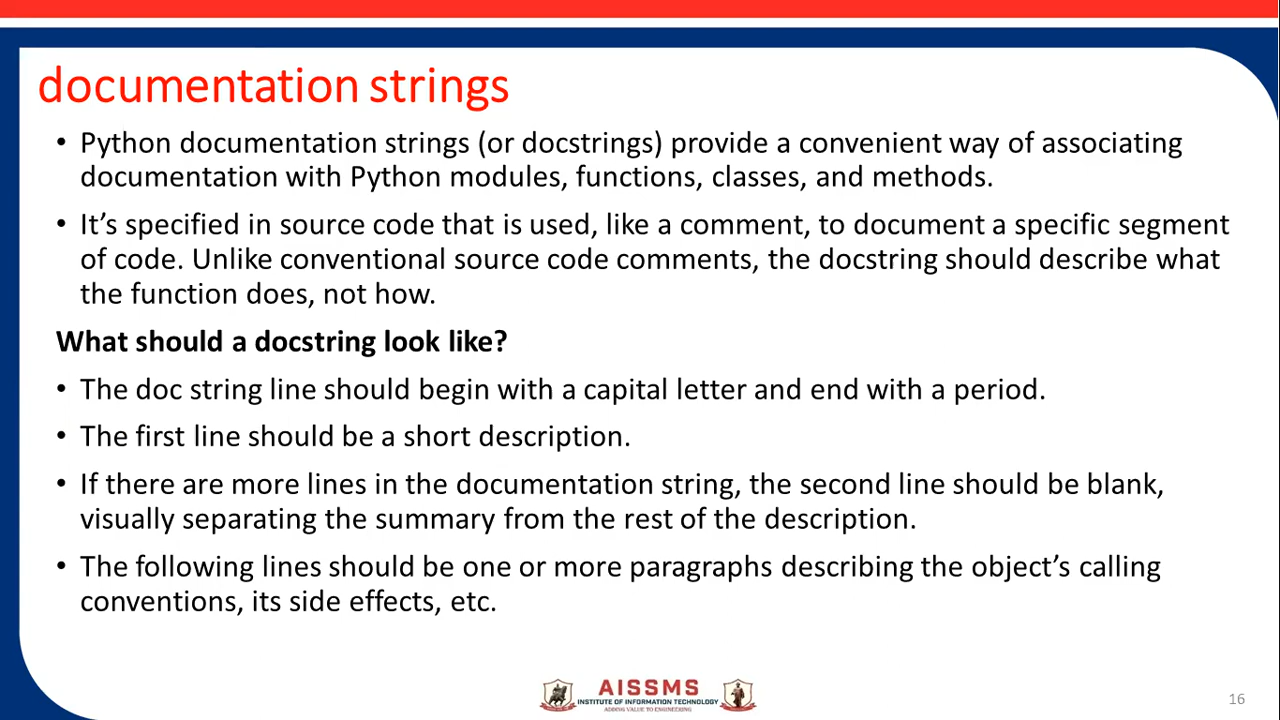 documentation strings
• Python documentation strings (or docstrings) provide a convenient way of associating
documentation with Python modules, functions, classes, and methods.
• It’s specified in source code that is used, like a comment, to document a specific segment
of code. Unlike conventional source code comments, the docstring should describe what
the function does, not how.
What should a docstring look like?
• The doc string line should begin with a capital letter and end with a period.
• The first line should be a short description.
• If there are more lines in the documentation string, the second line should be blank,
visually separating the summary from the rest of the description.
• The following lines should be one or more paragraphs describing the object’s calling
conventions, its side effects, etc.
AISSMS
INSTITUTE OF INFORMATION TECHNOLOGY
ADDING VALUE TO ENGINEERING
16